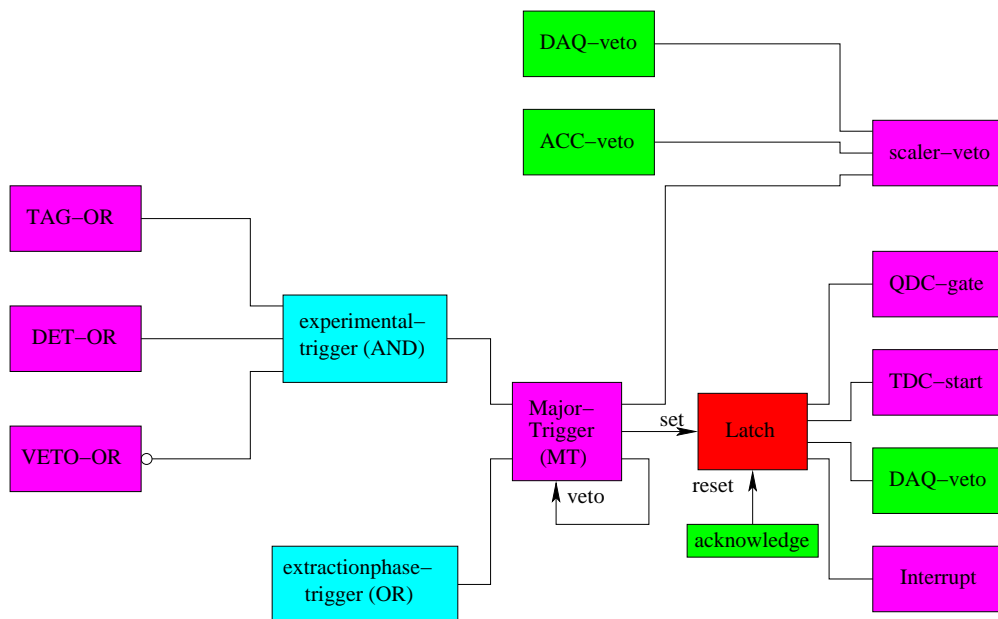 DAQ−veto
ACC−veto
scaler−veto
TAG−OR
QDC−gate
experimental−
trigger (AND)
DET−OR
TDC−start
Major−
Trigger
(MT)
set
Latch
VETO−OR
DAQ−veto
veto
reset
acknowledge
extractionphase−
trigger (OR)
Interrupt